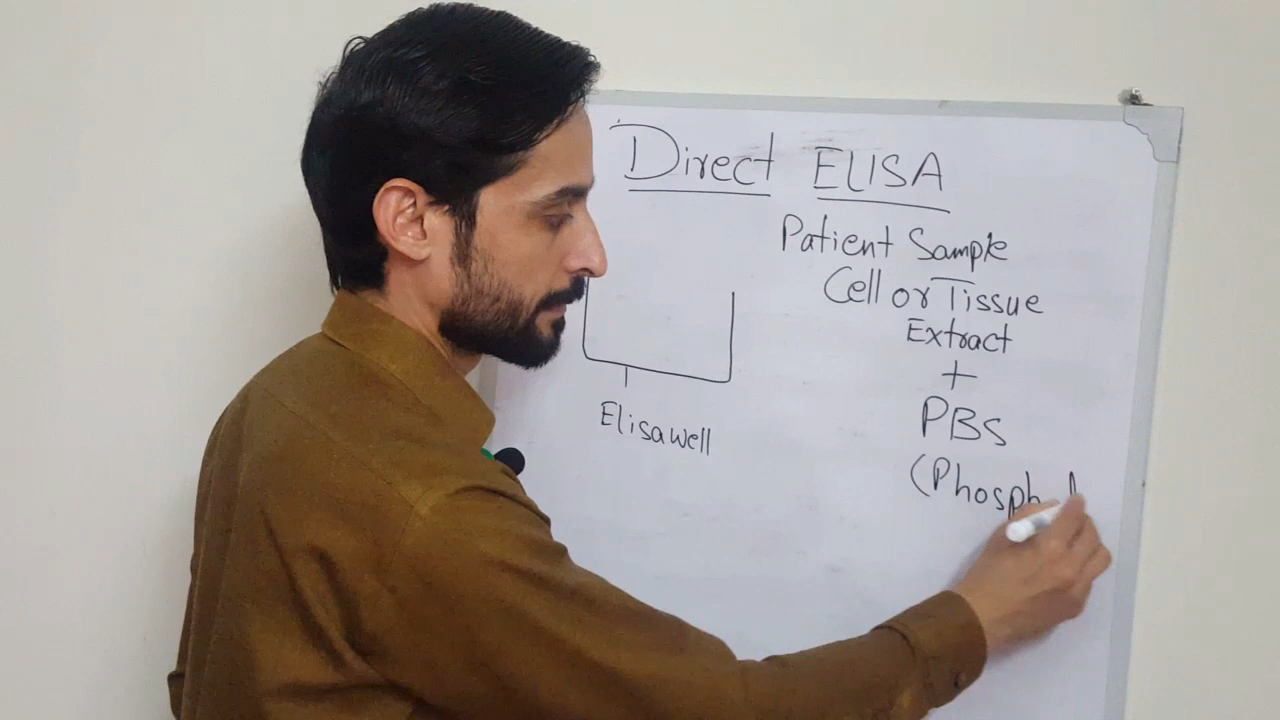 Direct ELISA
Patient Sample
Cell or Tissue
Extract
+
PBS
Elisa well